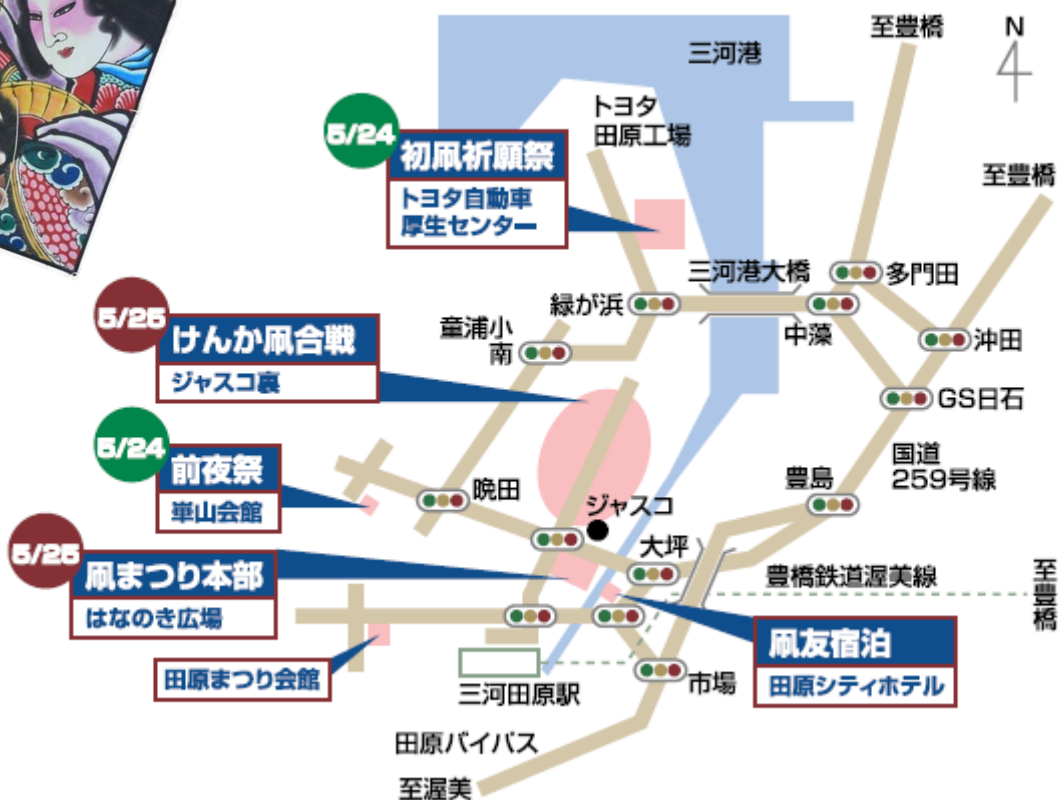 至豊橋
N
三河港
トヨタ
田原工場
5/24
初凧祈願祭
トヨタ自動車
厚生センター
至豊橋
三河港大橋
多門田
緑が浜
中藻
沖田
童浦小
南
5/25
けんか凧合戦
ジャスコ裏
GS日石
5/24
前夜祭
崋山会館
晩田
国道
259号線
豊島
ジャスコ
大坪
5/25
凧まつり本部
はなのき広場
豊橋鉄道渥美線
至豊橋
凧友宿泊
田原シティホテル
田原まつり会館
三河田原駅
市場
田原バイパス
至渥美